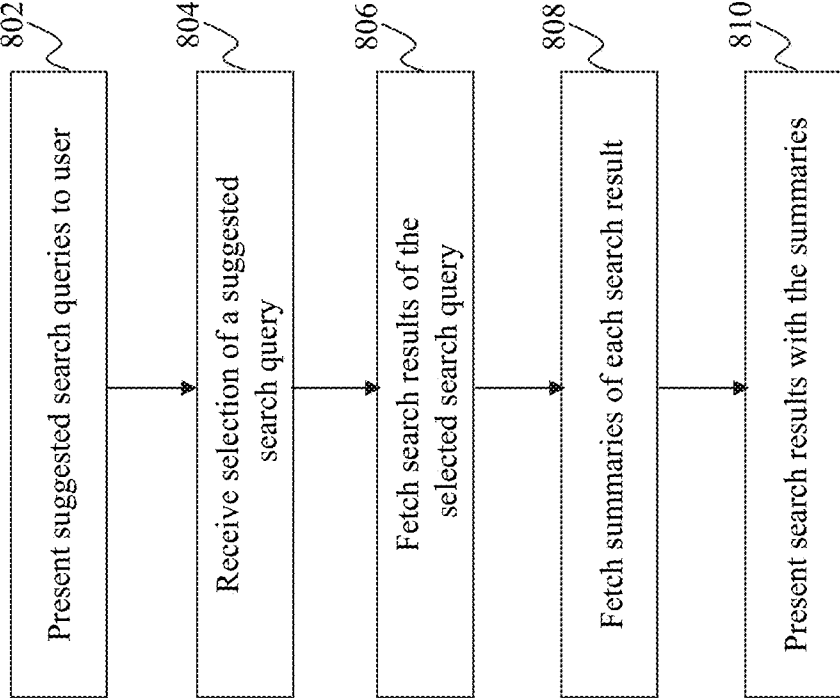 802
Present suggested search queries to user
804
Receive selection of a suggested
search query
806
Fetch search results of the
selected search query
808
Fetch summaries of each search result
810
Present search results with the summaries